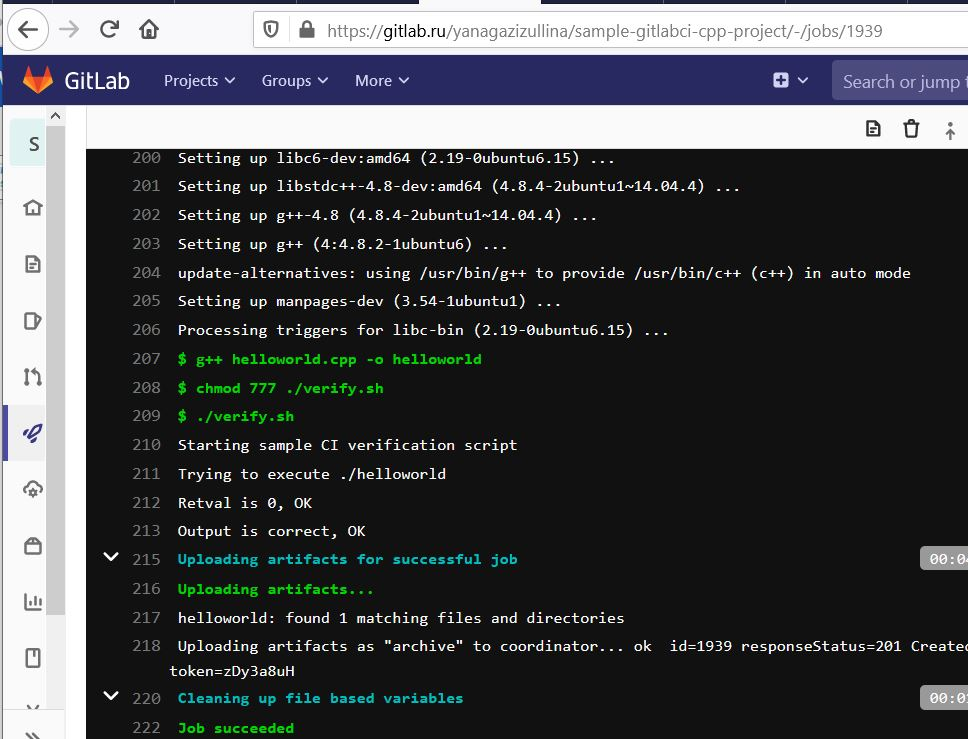 https://gitlab.ru/yanagazizullina/sample-gitlabci-cpp-project/-/jobs/1939
GitLab Projects Groups More Search or jump
S
200 Setting up libc6-dev:amd64 (2.19-0ubuntu6.15) ...
201 Setting up libstdc++-4.8-dev:amd64 (4.8.4-2ubuntu1~14.04.4) ...
202 Setting up g++-4.8 (4.8.4-2ubuntu1~14.04.4) ...
203 Setting up g++ (4:4.8.2-1ubuntu6) ...
204 update-alternatives: using /usr/bin/g++ to provide /usr/bin/c++ (c++) in auto mode
205 Setting up manpages-dev (3.54-1ubuntu1) ...
206 Processing triggers for libc-bin (2.19-0ubuntu6.15) ...
207 $ g++ helloworld.cpp -o helloworld
208 $ chmod 777 ./verify.sh
209 $ ./verify.sh
210 Starting sample CI verification script
211 Trying to execute ./helloworld
212 Retval is 0, OK
213 Output is correct, OK
215 Uploading artifacts for successful job 00:0
216 Uploading artifacts...
217 helloworld: found 1 matching files and directories
218 Uploading artifacts as "archive" to coordinator... ok id=1939 responseStatus=201 Created
token=zDy3a8uH
220 Cleaning up file based variables 00:0
222 Job succeeded